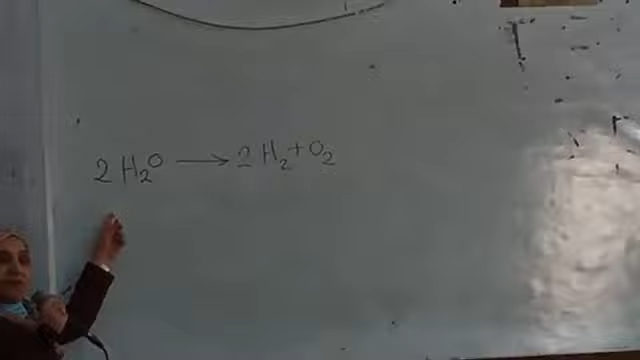 2 H₂O ⟶ 2 H₂ + O₂